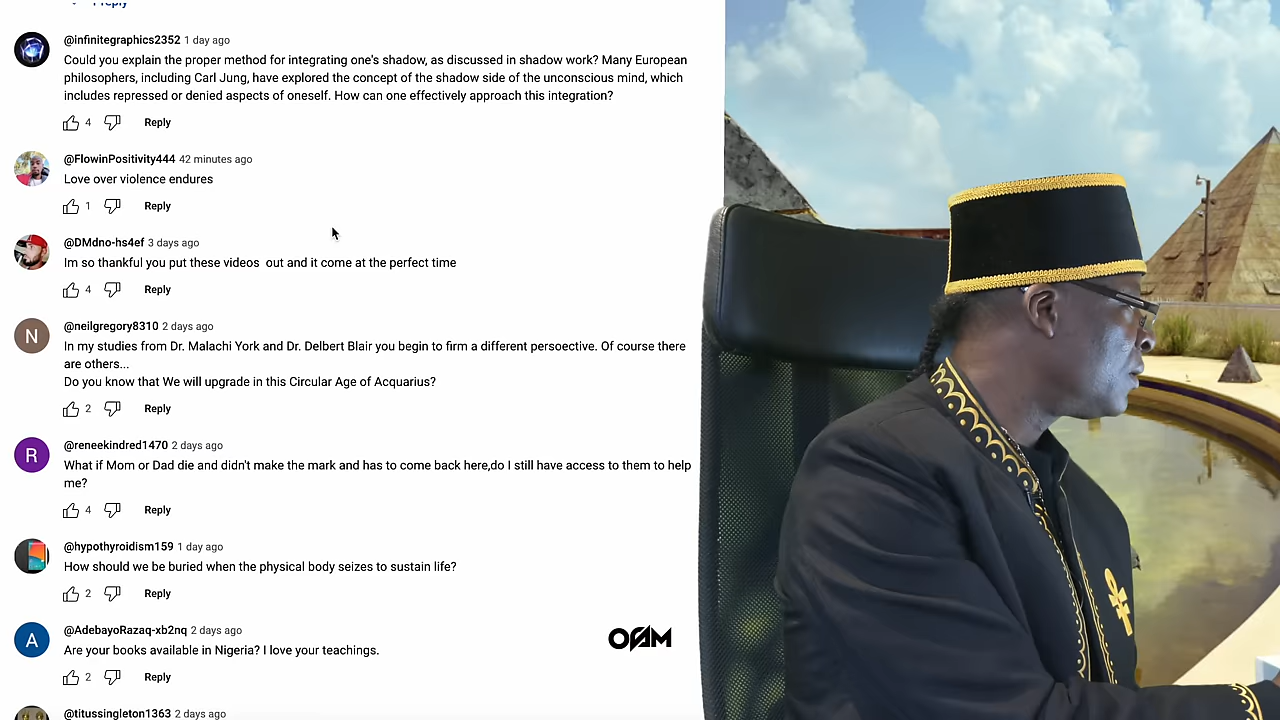 Reply
@infinitegraphics2352 1 day ago
Could you explain the proper method for integrating one's shadow, as discussed in shadow work? Many European
philosophers, including Carl Jung, have explored the concept of the shadow side of the unconscious mind, which
includes repressed or denied aspects of oneself. How can one effectively approach this integration?
4 Reply
@FlowinPositivity444 42 minutes ago
Love over violence endures
1 Reply
@DMdno-hs4ef 3 days ago
Im so thankful you put these videos out and it come at the perfect time
4 Reply
N
@neilgregory8310 2 days ago
In my studies from Dr. Malachi York and Dr. Delbert Blair you begin to firm a different persoective. Of course there
are others...
Do you know that We will upgrade in this Circular Age of Acquarius?
2 Reply
R
@reneekindred1470 2 days ago
What if Mom or Dad die and didn't make the mark and has to come back here,do I still have access to them to help
me?
4 Reply
@hypothyroidism159 1 day ago
How should we be buried when the physical body seizes to sustain life?
2 Reply
A
@AdebayoRazaq-xb2nq 2 days ago
Are your books available in Nigeria? I love your teachings.
2 Reply
@titussingleton1363 2 days ago